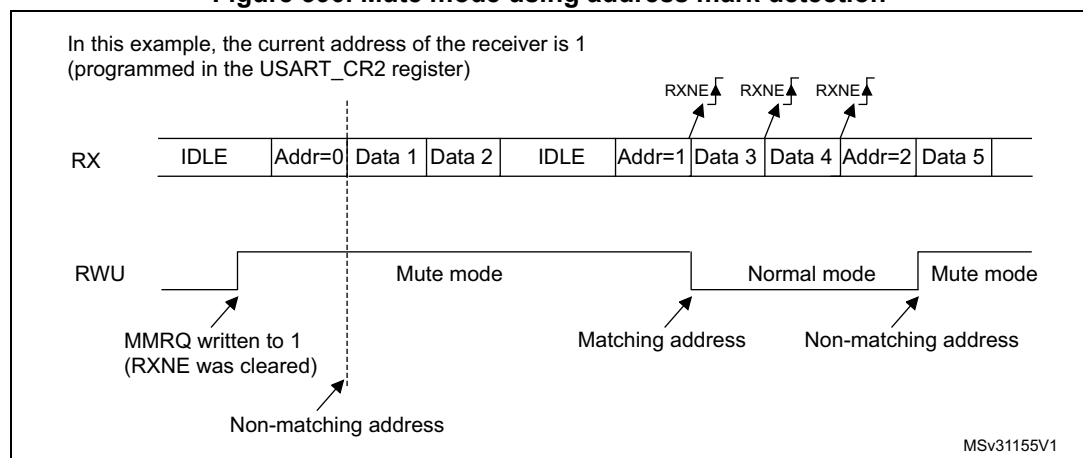 Figure 396. Mute mode using address mark detection
In this example, the current address of the receiver is 1
(programmed in the USART_CR2 register)
RXNE RXNE RXNE
RX IDLE Addr=0 Data 1 Data 2 IDLE Addr=1 Data 3 Data 4 Addr=2 Data 5
RWU Mute mode Normal mode Mute mode
MMRQ written to 1
(RXNE was cleared)
Matching address Non-matching address
Non-matching address
MSv31155V1